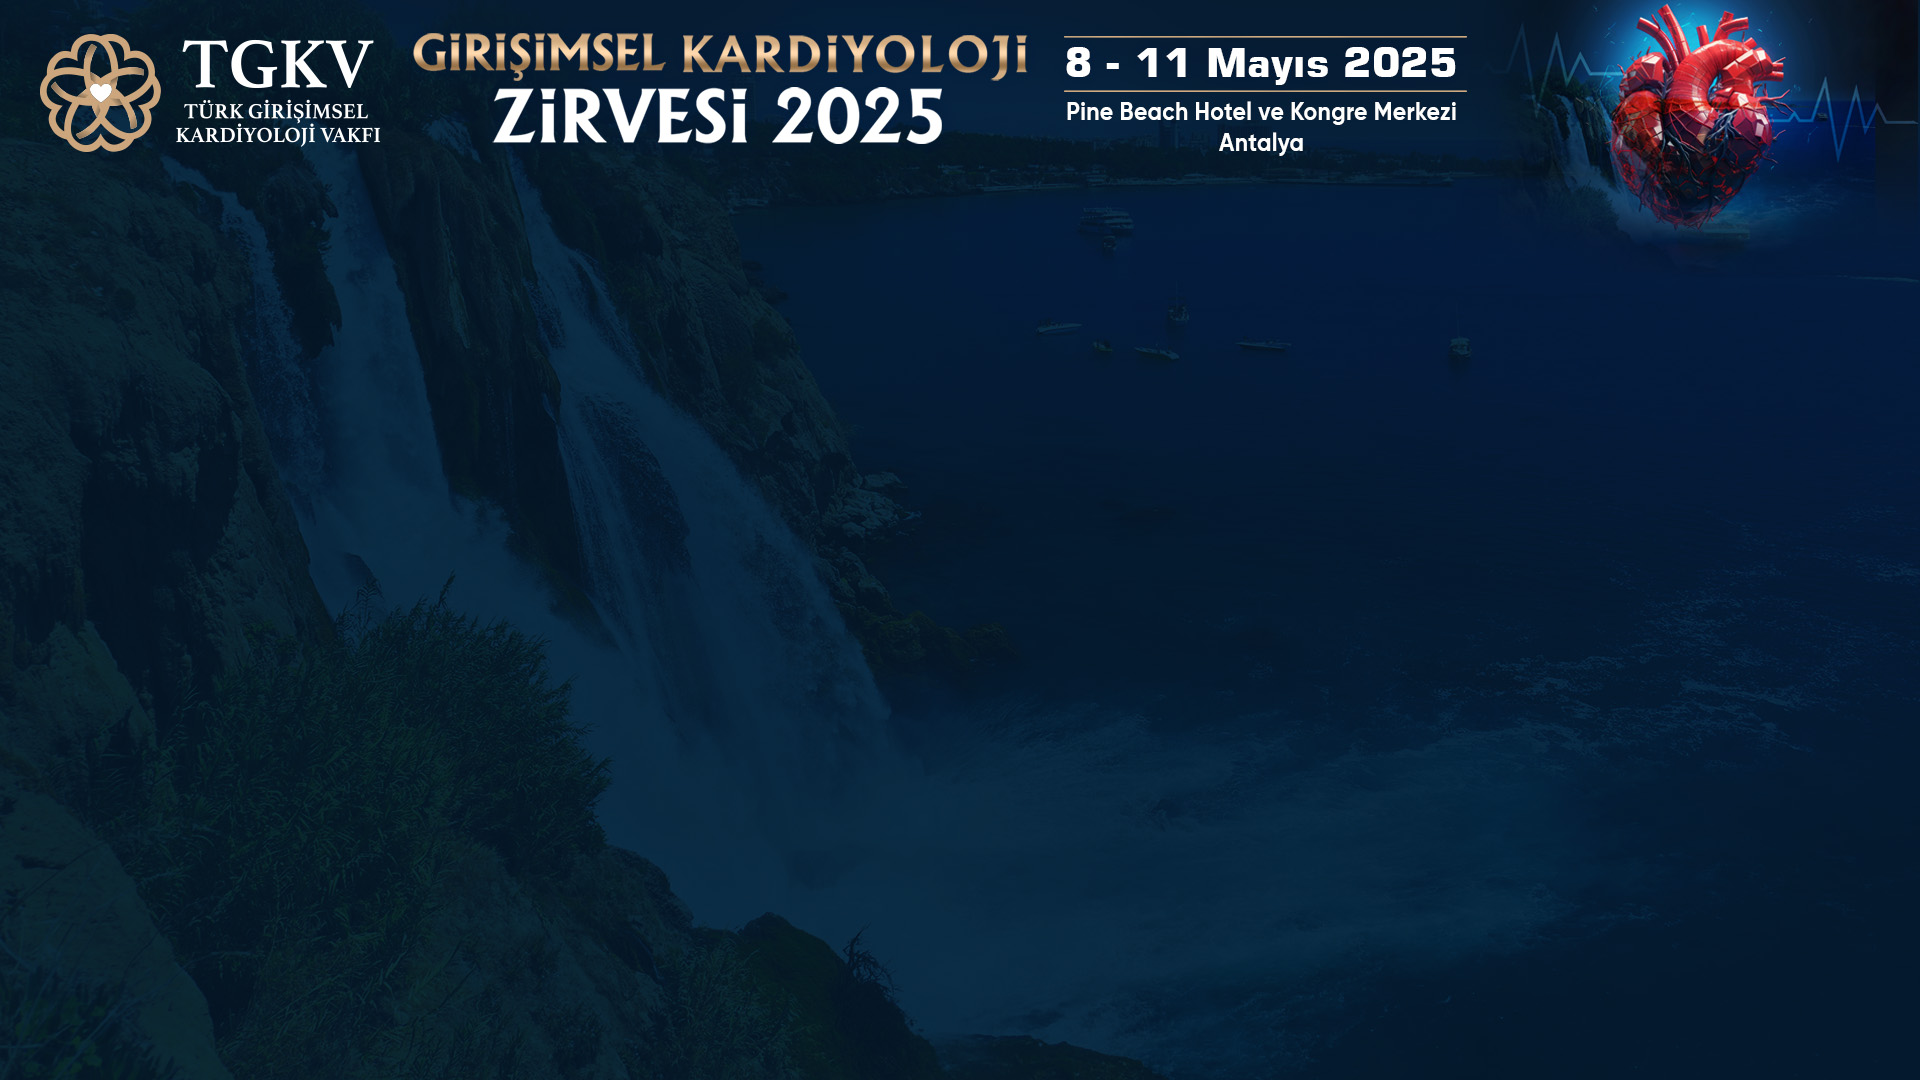 TGKV
TÜRK GİRİŞİMSEL
KARDİYOLOJİ VAKFI
GİRİŞİMSEL KARDİYOLOJİ
ZİRVESİ 2025
8 - 11 Mayıs 2025
Pine Beach Hotel ve Kongre Merkezi
Antalya